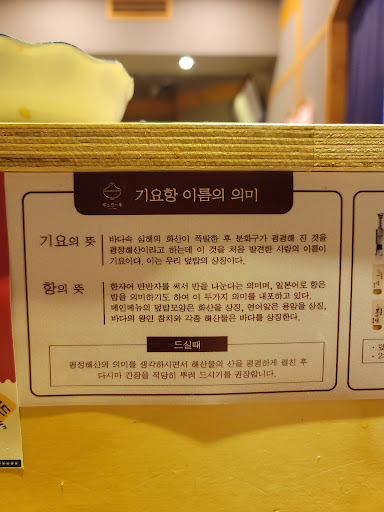 기요항 이름의 의미
기요의 뜻
바다속 심해의 화산이 폭발한 후 분화구가 평평해 진 것을
평정해산이라고하는데 이 것을 처음 발견한 사람의 이름이
기요이다. 이는 우리 덮밥의 상징이다.
항의 뜻
한자어 반반자를 써서 반을 나눈다는 의미며, 일본어로 항은
밥을 의미하기도 하여 이 두가지 의미를 내포하고 있다.
메인메뉴의 덮밥모양은 화산을 상징, 연어알은 용암을 상징,
바다의 왕인 참치와 각종 해산물은 바다를 상징한다.
드실때
평정해산의 의미를 생각하시면서 해산물의 산을 평평하게 펼친 후
다시마 간장을 적당히 뿌려 드시기를 권장합니다.